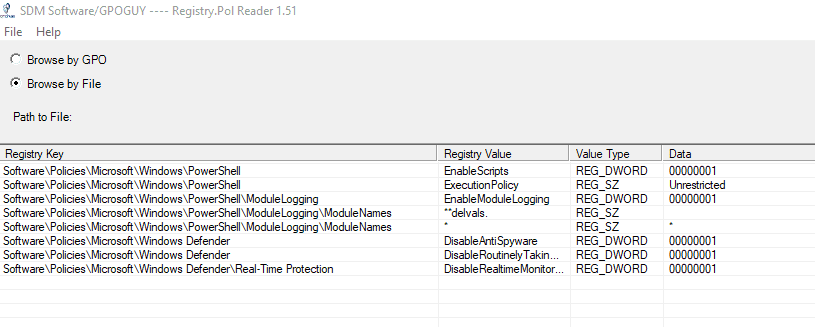 SDM Software/GPOGUY ---- Registry.Pol Reader 1.51
File Help
Browse by GPO
Browse by File
Path to File:
Registry Key Registry Value Value Type Data
Software\Policies\Microsoft\Windows\PowerShell EnableScripts REG_DWORD 00000001
Software\Policies\Microsoft\Windows\PowerShell ExecutionPolicy REG_SZ Unrestricted
Software\Policies\Microsoft\Windows\PowerShell\ModuleLogging EnableModuleLogging REG_DWORD 00000001
Software\Policies\Microsoft\Windows\PowerShell\ModuleLogging\ModuleNames **delvals. REG_SZ
Software\Policies\Microsoft\Windows\PowerShell\ModuleLogging\ModuleNames * REG_SZ *
Software\Policies\Microsoft\Windows Defender DisableAntiSpyware REG_DWORD 00000001
Software\Policies\Microsoft\Windows Defender DisableRoutinelyTakin... REG_DWORD 00000001
Software\Policies\Microsoft\Windows Defender\Real-Time Protection DisableRealtimeMonitor... REG_DWORD 00000001